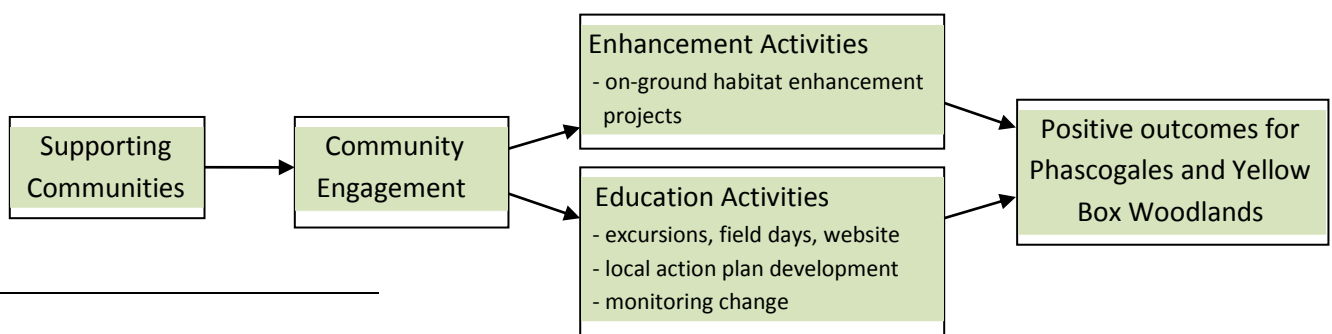 Supporting
Communities
Community
Engagement
Enhancement Activities
- on-ground habitat enhancement
projects
Education Activities
- excursions, field days, website
- local action plan development
- monitoring change
Positive outcomes for
Phascogales and Yellow
Box Woodlands